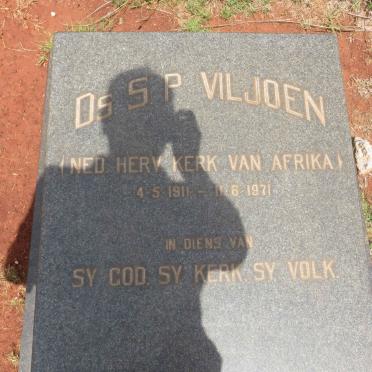 Ds S P VILJOEN
(NED. HERV. KERK VAN AFRIKA)
4-5-1911 - 11-6-1971
IN DIENS VAN
SY GOD. SY KERK. SY VOLK.